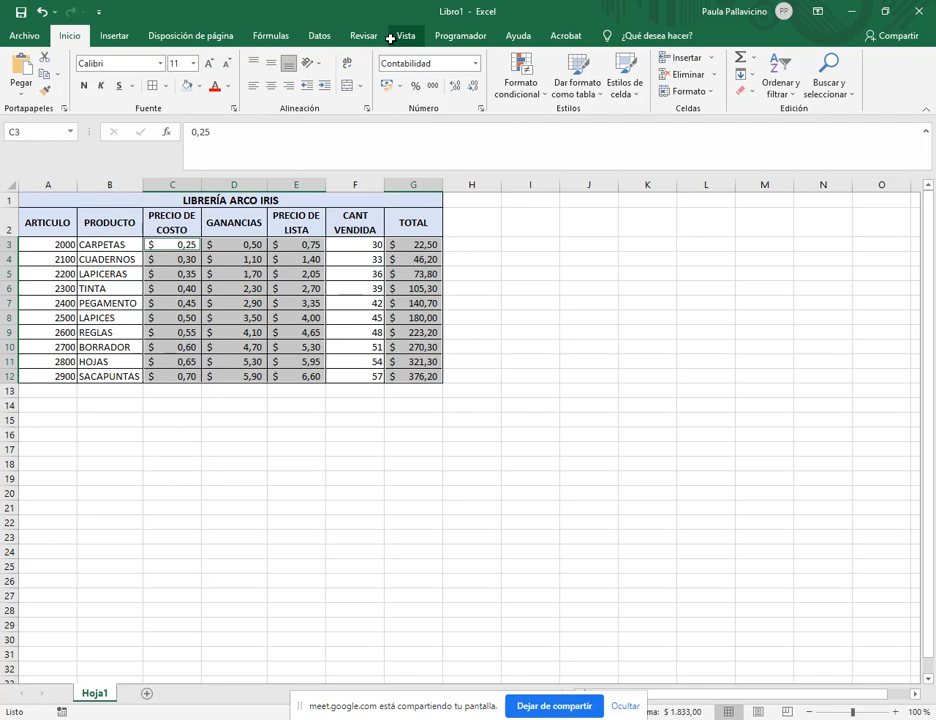 Libro1 - Excel
Paula Pallavicino PP
Archivo Inicio Insertar Disposición de página Fórmulas Datos Revisar Vista Programador Ayuda Acrobat ¿Qué desea hacer? Compartir
Pegar
Calibri 11
N K S
ab
Contabilidad
% 000
Formato condicional
Dar formato como tabla
Estilos de celda
Insertar
Eliminar
Formato
Ordenar y filtrar
Buscar y seleccionar
Portapapeles Fuente Alineación Número Estilos Celdas Edición
C3 fx 0,25
A B C D E F G H I J K L M N O
1 LIBRERÍA ARCO IRIS
2 ARTICULO PRODUCTO PRECIO DE COSTO GANANCIAS PRECIO DE LISTA CANT VENDIDA TOTAL
3 2000 CARPETAS $ 0,25 $ 0,50 $ 0,75 30 $ 22,50
4 2100 CUADERNOS $ 0,30 $ 1,10 $ 1,40 33 $ 46,20
5 2200 LAPICERAS $ 0,35 $ 1,70 $ 2,05 36 $ 73,80
6 2300 TINTA $ 0,40 $ 2,30 $ 2,70 39 $ 105,30
7 2400 PEGAMENTO $ 0,45 $ 2,90 $ 3,35 42 $ 140,70
8 2500 LAPICES $ 0,50 $ 3,50 $ 4,00 45 $ 180,00
9 2600 REGLAS $ 0,55 $ 4,10 $ 4,65 48 $ 223,20
10 2700 BORRADOR $ 0,60 $ 4,70 $ 5,30 51 $ 270,30
11 2800 HOJAS $ 0,65 $ 5,30 $ 5,95 54 $ 321,30
12 2900 SACAPUNTAS $ 0,70 $ 5,90 $ 6,60 57 $ 376,20
13
14
15
16
17
18
19
20
21
22
23
24
25
26
27
28
29
30
31
32
Hoja1
Listo
meet.google.com está compartiendo tu pantalla. Dejar de compartir Ocultar
ma: $ 1.833,00
100 %